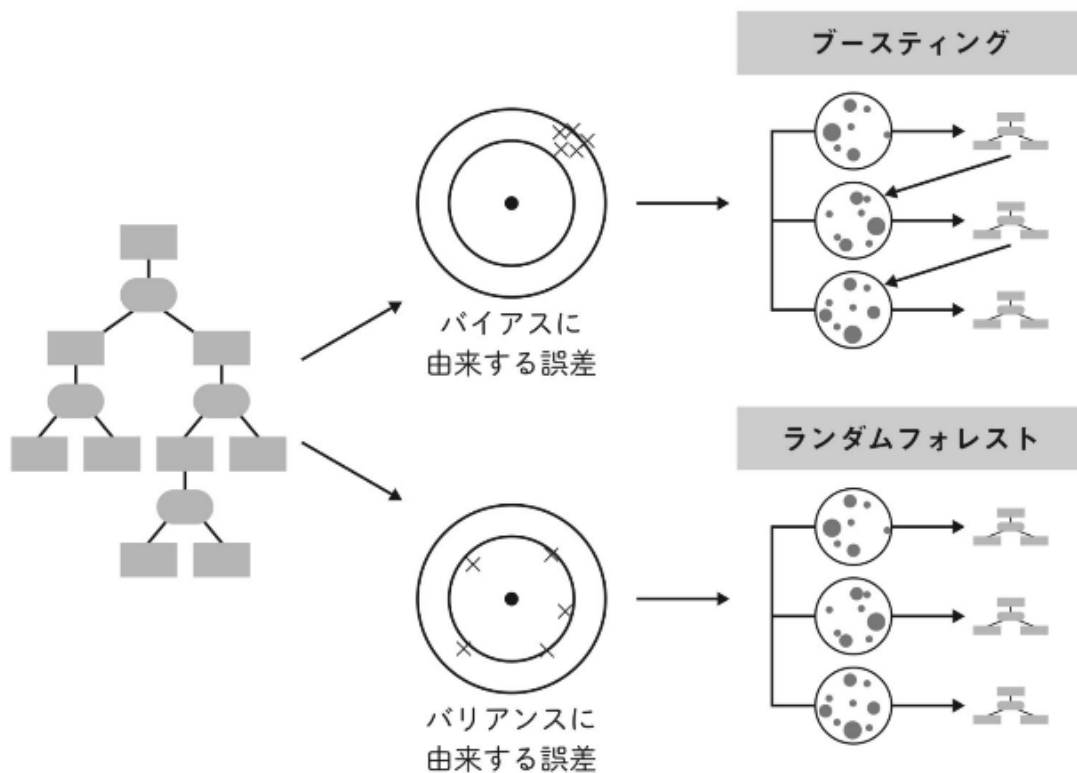 ブースティング
バイアスに
由来する誤差
ランダムフォレスト
バリアンスに
由来する誤差